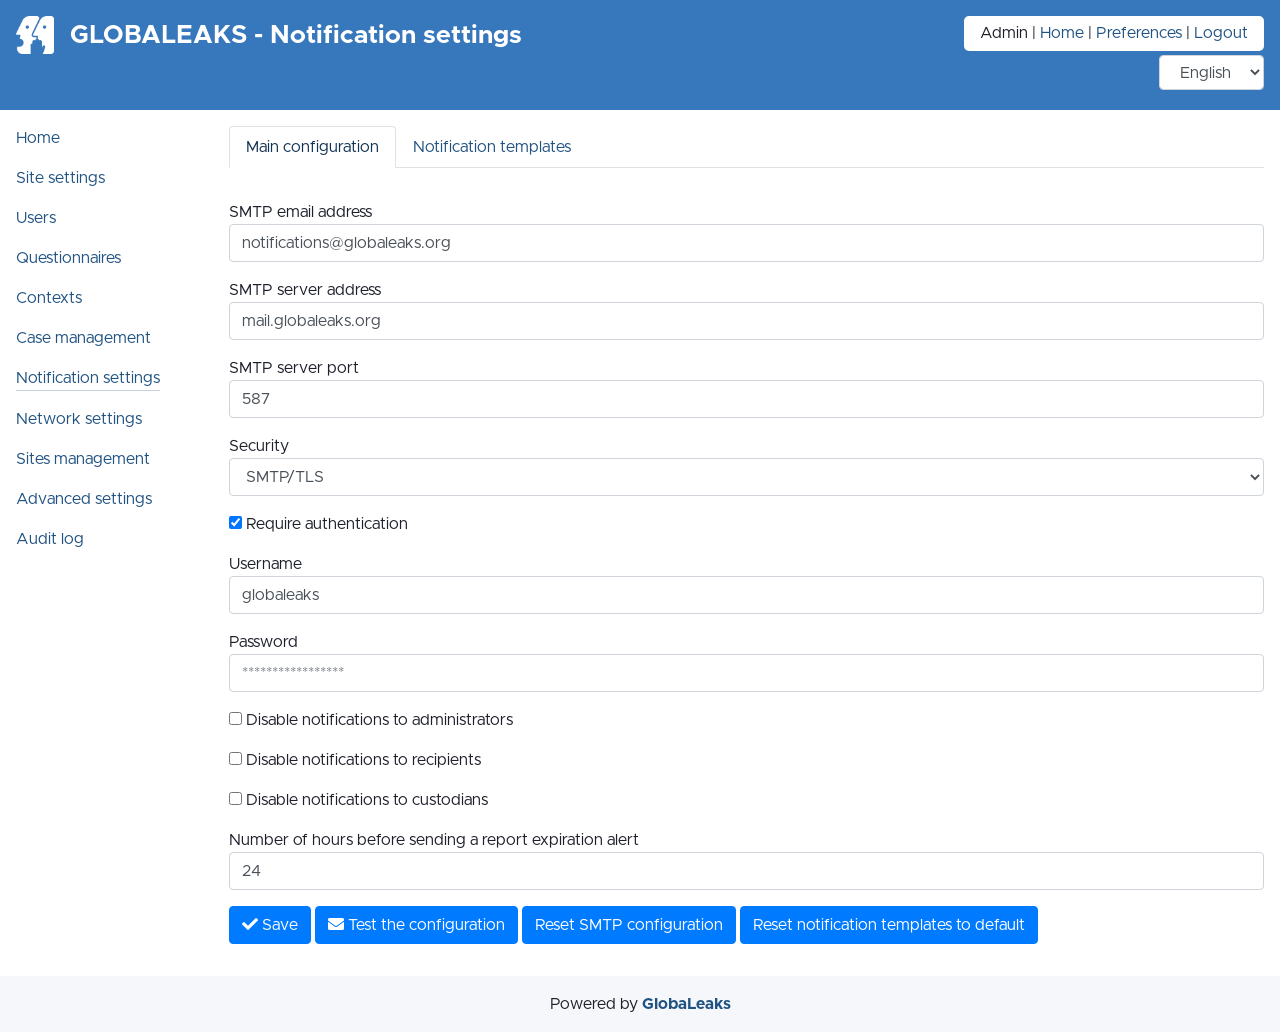 GLOBALEAKS - Notification settings
Admin | Home | Preferences | Logout
English
Home
Site settings
Users
Questionnaires
Contexts
Case management
Notification settings
Network settings
Sites management
Advanced settings
Audit log
Main configuration
Notification templates
SMTP email address
notifications@globaleaks.org
SMTP server address
mail.globaleaks.org
SMTP server port
587
Security
SMTP/TLS
Require authentication
Username
globaleaks
Password
*****************
Disable notifications to administrators
Disable notifications to recipients
Disable notifications to custodians
Number of hours before sending a report expiration alert
24
Save
Test the configuration
Reset SMTP configuration
Reset notification templates to default
Powered by GlobaLeaks